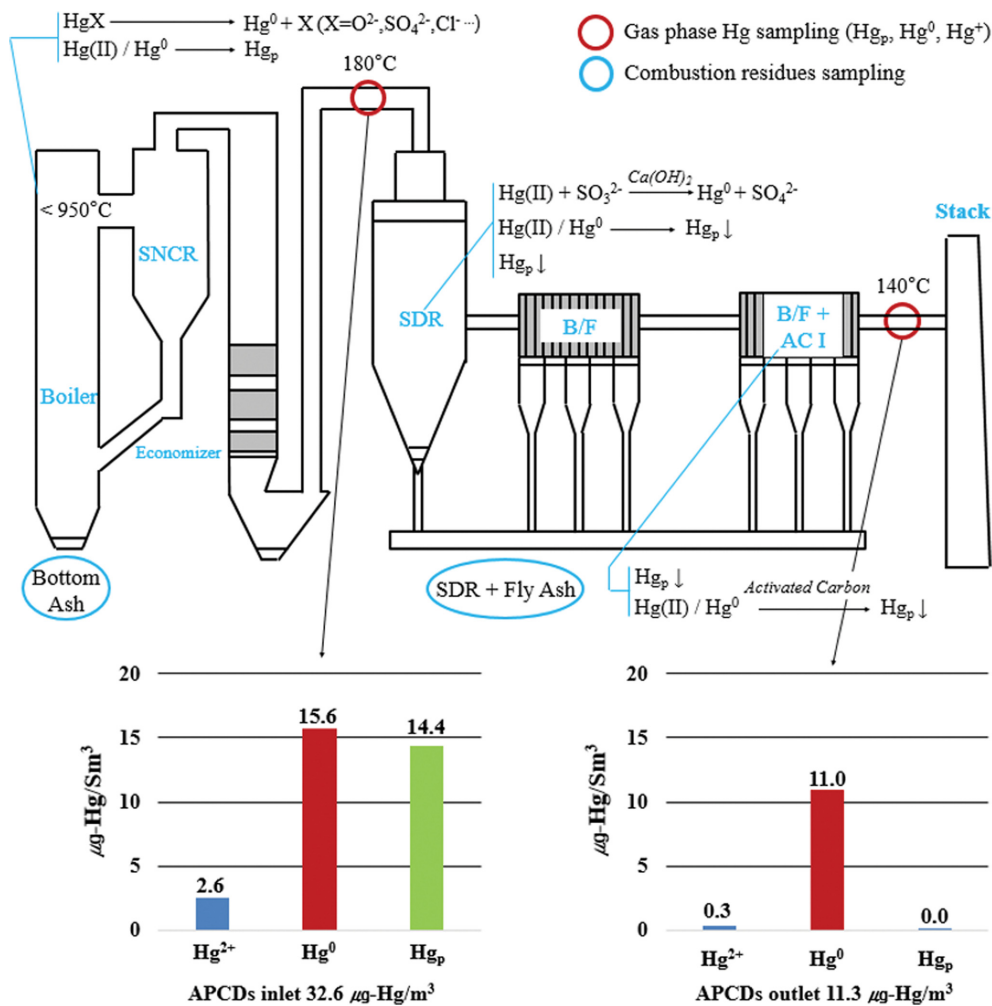 HgX ⟶ Hg⁰ + X (X=O²⁻,SO₄²⁻,Cl⁻ ···)
Hg(II) / Hg⁰ ⟶ Hgₚ
Gas phase Hg sampling (Hgₚ, Hg⁰, Hg⁺)
Combustion residues sampling
180°C
< 950°C
SNCR
Boiler
Economizer
Bottom
Ash
SDR
Hg(II) + SO₃²⁻ Ca(OH)₂ ⟶ Hg⁰ + SO₄²⁻
Hg(II) / Hg⁰ ⟶ Hgₚ ↓
Hgₚ ↓
B/F
B/F +
AC I
140°C
Stack
SDR + Fly Ash
Hgₚ ↓
Hg(II) / Hg⁰ Activated Carbon ⟶ Hgₚ ↓
μg-Hg/Sm³
20
15
10
5
0
2.6
15.6
14.4
Hg²⁺ Hg⁰ Hgₚ
APCDs inlet 32.6 μg-Hg/m³
μg-Hg/Sm³
20
15
10
5
0
0.3
11.0
0.0
Hg²⁺ Hg⁰ Hgₚ
APCDs outlet 11.3 μg-Hg/m³